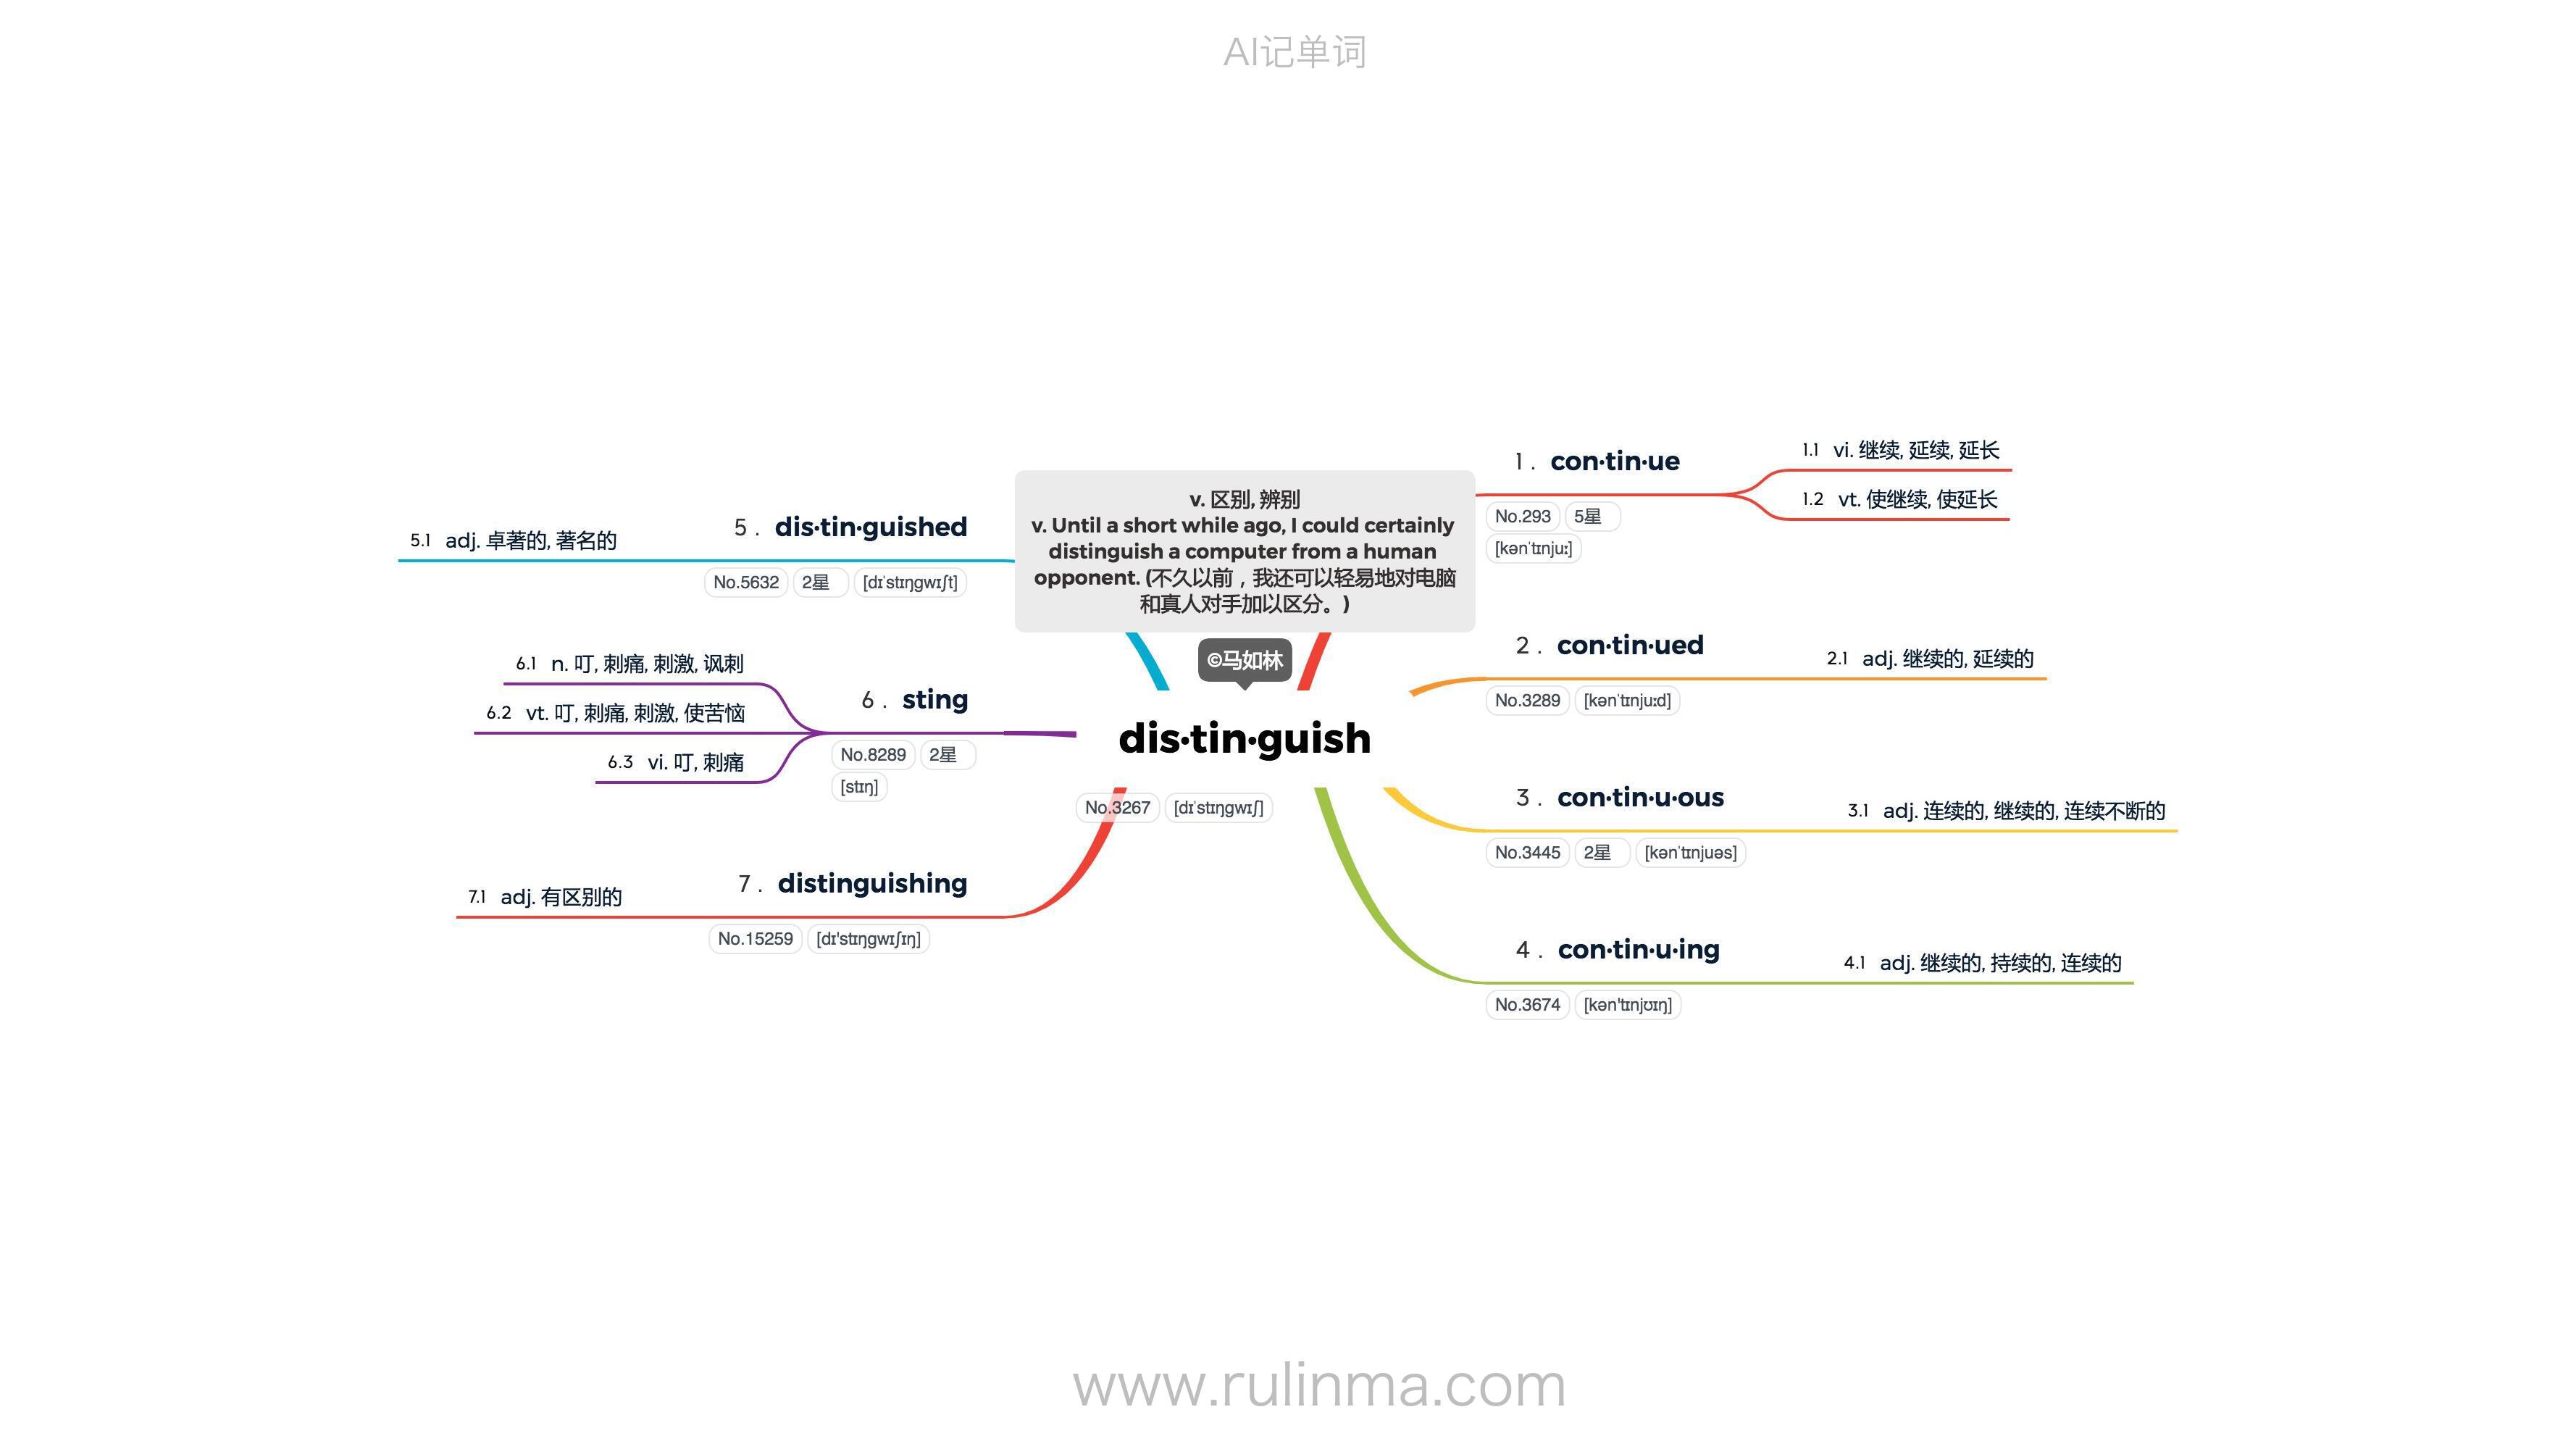 AI记单词
v. 区别, 辨别
v. Until a short while ago, I could certainly
distinguish a computer from a human
opponent. (不久以前，我还可以轻易地对电脑
和真人对手加以区分。)
©马如林
dis·tin·guish
No.3267 [dɪˈstɪŋɡwɪʃ]
1 . con·tin·ue
No.293 5星
[kənˈtɪnjuː]
1.1 vi. 继续, 延续, 延长
1.2 vt. 使继续, 使延长
2 . con·tin·ued
No.3289 [kənˈtɪnjuːd]
2.1 adj. 继续的, 延续的
3 . con·tin·u·ous
No.3445 2星 [kənˈtɪnjuəs]
3.1 adj. 连续的, 继续的, 连续不断的
4 . con·tin·u·ing
No.3674 [kən'tɪnjʊɪŋ]
4.1 adj. 继续的, 持续的, 连续的
5 . dis·tin·guished
No.5632 2星 [dɪˈstɪŋɡwɪʃt]
5.1 adj. 卓著的, 著名的
6 . sting
No.8289 2星
[stɪŋ]
6.1 n. 叮, 刺痛, 刺激, 讽刺
6.2 vt. 叮, 刺痛, 刺激, 使苦恼
6.3 vi. 叮, 刺痛
7 . distinguishing
No.15259 [dɪ'stɪŋɡwɪʃɪŋ]
7.1 adj. 有区别的
www.rulinma.com